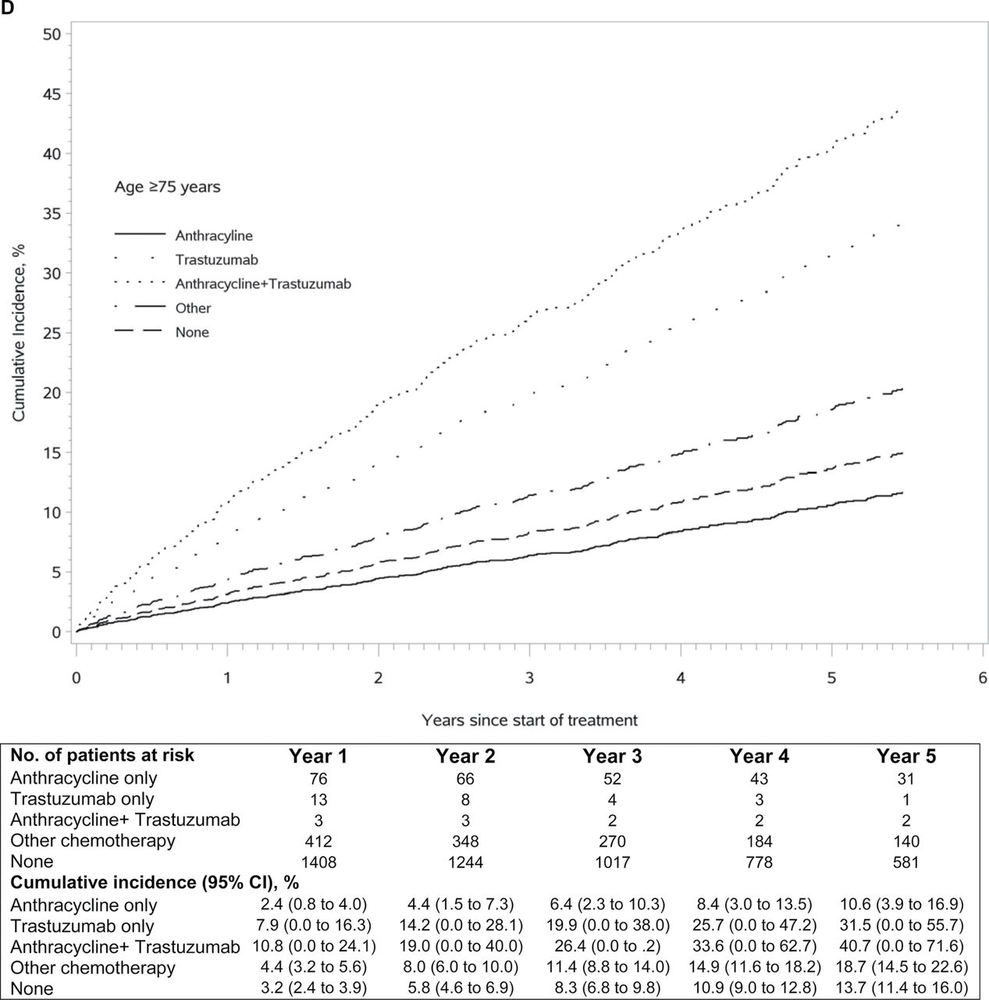 D
50
45
40
35
30
25
20
15
10
5
0
Cumulative Incidence, %
Age ≥75 years
Anthracyline
Trastuzumab
Anthracycline+Trastuzumab
Other
None
0 1 2 3 4 5 6
Years since start of treatment
No. of patients at risk Year 1 Year 2 Year 3 Year 4 Year 5
Anthracycline only 76 66 52 43 31
Trastuzumab only 13 8 4 3 1
Anthracycline+ Trastuzumab 3 3 2 2 2
Other chemotherapy 412 348 270 184 140
None 1408 1244 1017 778 581
Cumulative incidence (95% CI), %
Anthracycline only 2.4 (0.8 to 4.0) 4.4 (1.5 to 7.3) 6.4 (2.3 to 10.3) 8.4 (3.0 to 13.5) 10.6 (3.9 to 16.9)
Trastuzumab only 7.9 (0.0 to 16.3) 14.2 (0.0 to 28.1) 19.9 (0.0 to 38.0) 25.7 (0.0 to 47.2) 31.5 (0.0 to 55.7)
Anthracycline+ Trastuzumab 10.8 (0.0 to 24.1) 19.0 (0.0 to 40.0) 26.4 (0.0 to .2) 33.6 (0.0 to 62.7) 40.7 (0.0 to 71.6)
Other chemotherapy 4.4 (3.2 to 5.6) 8.0 (6.0 to 10.0) 11.4 (8.8 to 14.0) 14.9 (11.6 to 18.2) 18.7 (14.5 to 22.6)
None 3.2 (2.4 to 3.9) 5.8 (4.6 to 6.9) 8.3 (6.8 to 9.8) 10.9 (9.0 to 12.8) 13.7 (11.4 to 16.0)